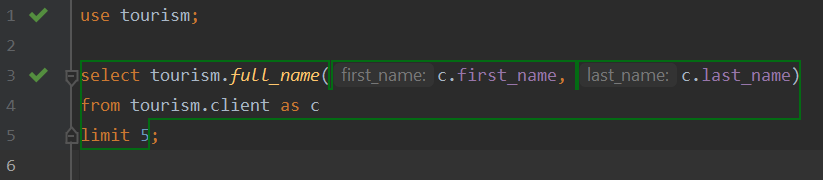 1 use tourism;
2
3 select tourism.full_name( first_name: c.first_name, last_name: c.last_name)
4 from tourism.client as c
5 limit 5;
6